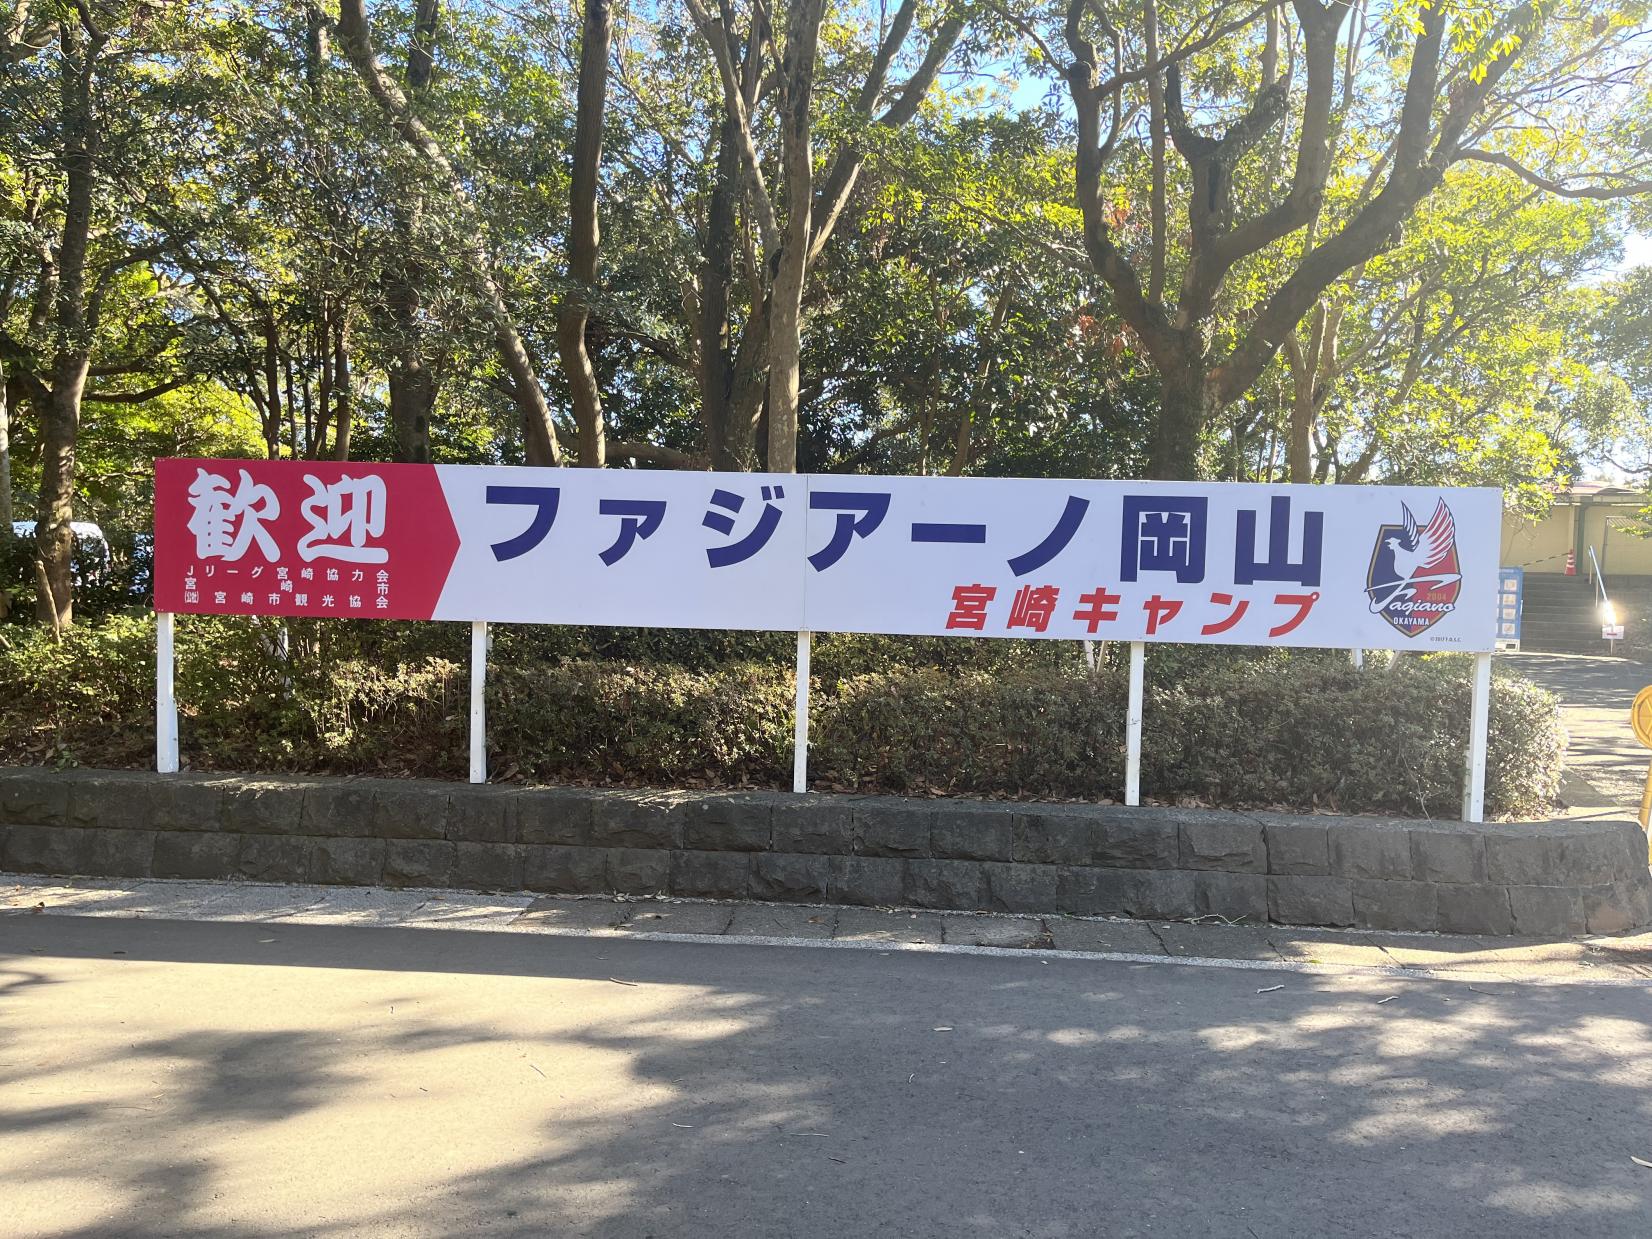 歓迎
Jリーグ宮崎協力会
宮崎市
㈳宮崎市観光協会
ファジアーノ岡山
宮崎キャンプ
2004
Fagiano
OKAYAMA